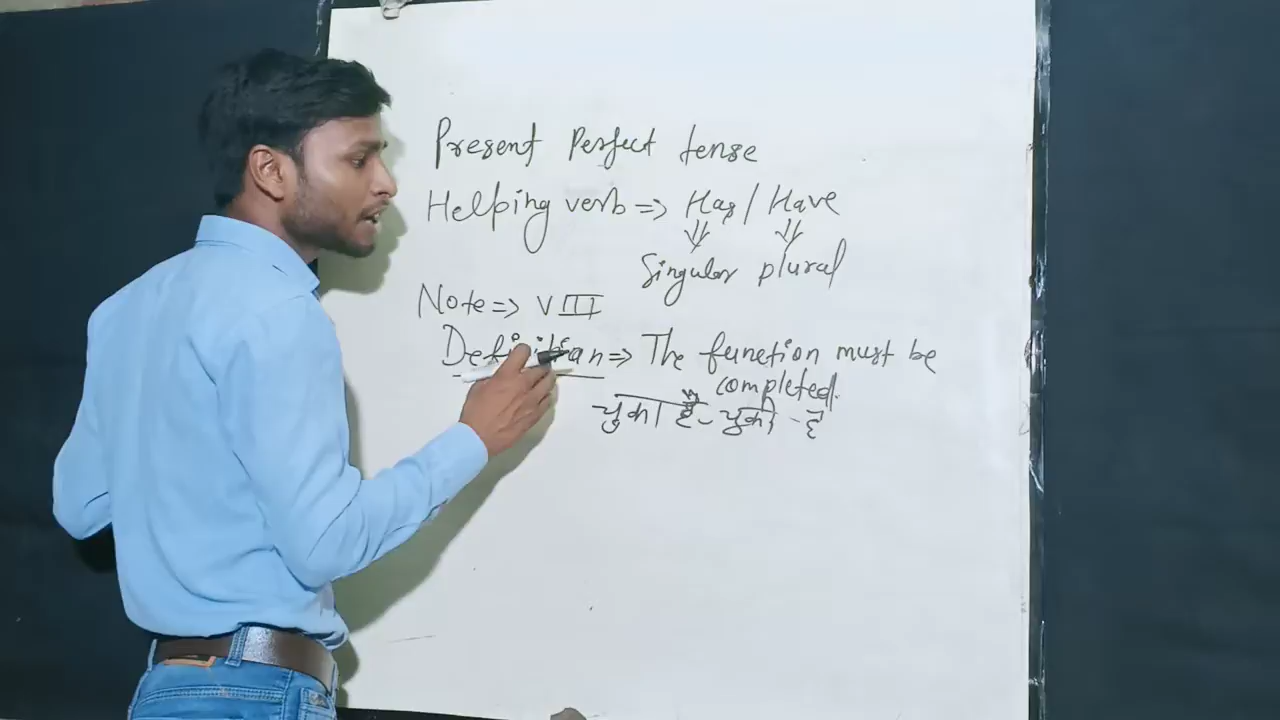 Present Perfect tense
Helping verb => Has / Have
Singular plural
Note => V III
Definition => The function must be
completed.
चुका है - चुकी - है